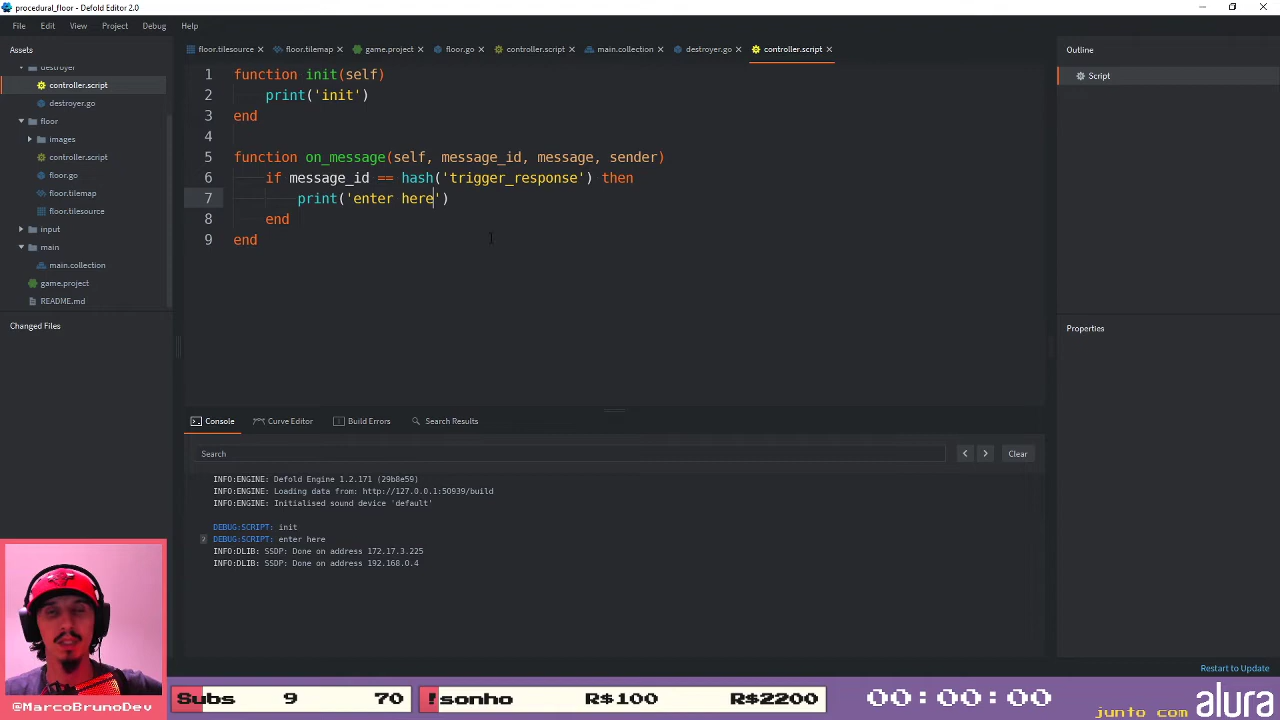 procedural_floor - Defold Editor 2.0
File Edit View Project Debug Help
Assets
destroyer
controller.script
destroyer.go
floor
images
controller.script
floor.go
floor.tilemap
floor.tilesource
input
main
main.collection
game.project
README.md
Changed Files
floor.tilesource floor.tilemap game.project floor.go controller.script main.collection destroyer.go controller.script
1 function init(self)
2 print('init')
3 end
4
5 function on_message(self, message_id, message, sender)
6 if message_id == hash('trigger_response') then
7 print('enter here')
8 end
9 end
Outline
Script
Properties
Console Curve Editor Build Errors Search Results
Search
Clear
INFO:ENGINE: Defold Engine 1.2.171 (29b8e59)
INFO:ENGINE: Loading data from: http://127.0.0.1:50939/build
INFO:ENGINE: Initialised sound device 'default'
DEBUG:SCRIPT: init
2 DEBUG:SCRIPT: enter here
INFO:DLIB: SSDP: Done on address 172.17.3.225
INFO:DLIB: SSDP: Done on address 192.168.0.4
Restart to Update
@MarcoBrunoDev
Subs 9 70
!sonho R$100 R$2200
00:00:00
junto com alura